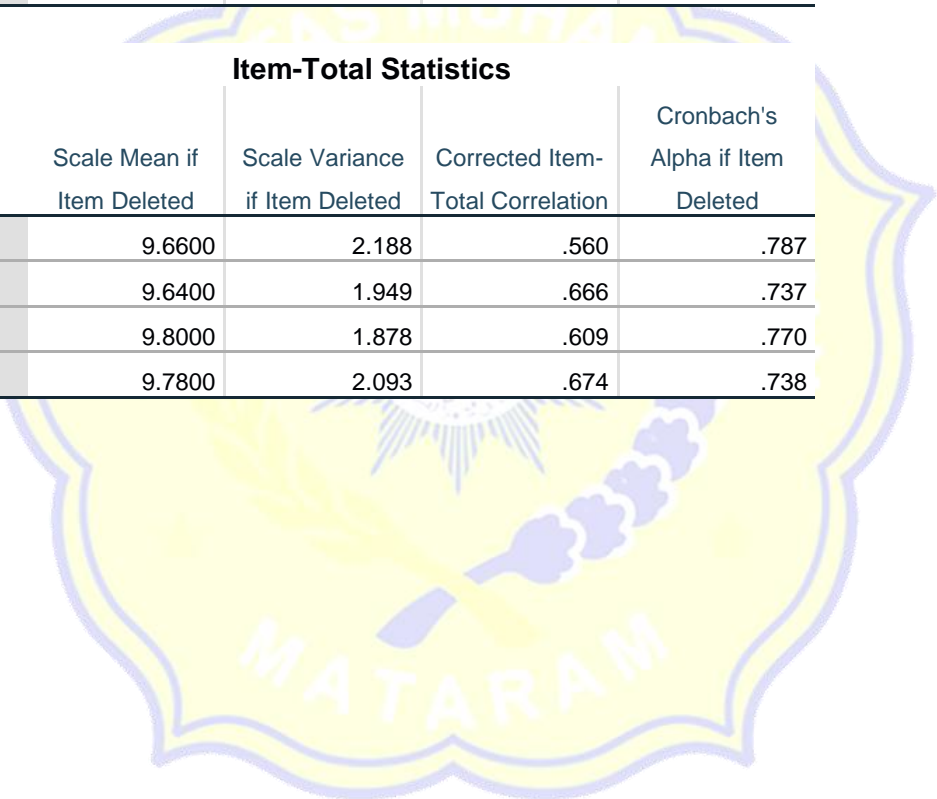 AS MUHA
Item-Total Statistics
Scale Mean if Item Deleted Scale Variance if Item Deleted Corrected Item-Total Correlation Cronbach's Alpha if Item Deleted
9.6600 2.188 .560 .787
9.6400 1.949 .666 .737
9.8000 1.878 .609 .770
9.7800 2.093 .674 .738
MATARAM